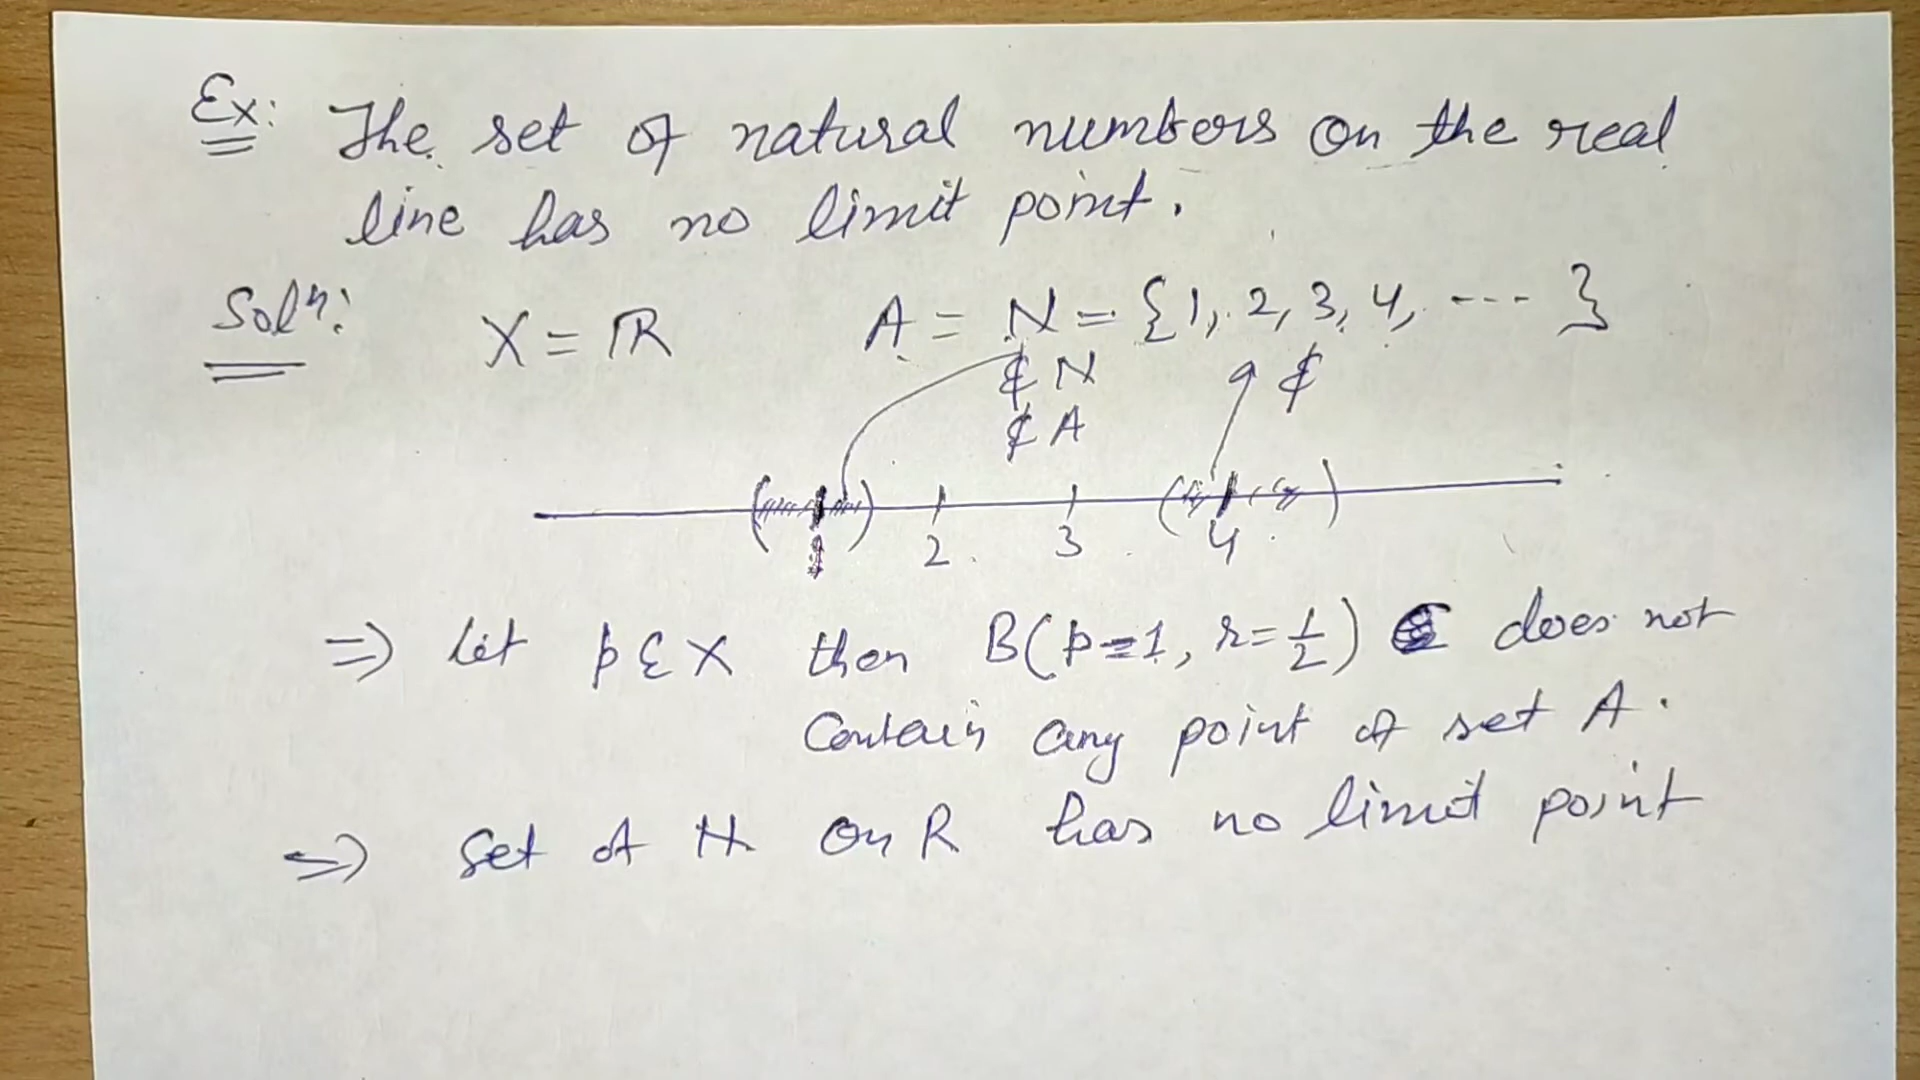 Ex: The set of natural numbers on the real
line has no limit point.
Solⁿ: X = ℝ A = N = {1, 2, 3, 4, --- }
∉ N ∉
∉ A
2 3 4
⇒ Let p ∈ X then B(p=1, r=1/2) does not
Contain any point of set A.
⇒ Set of N on R has no limit point